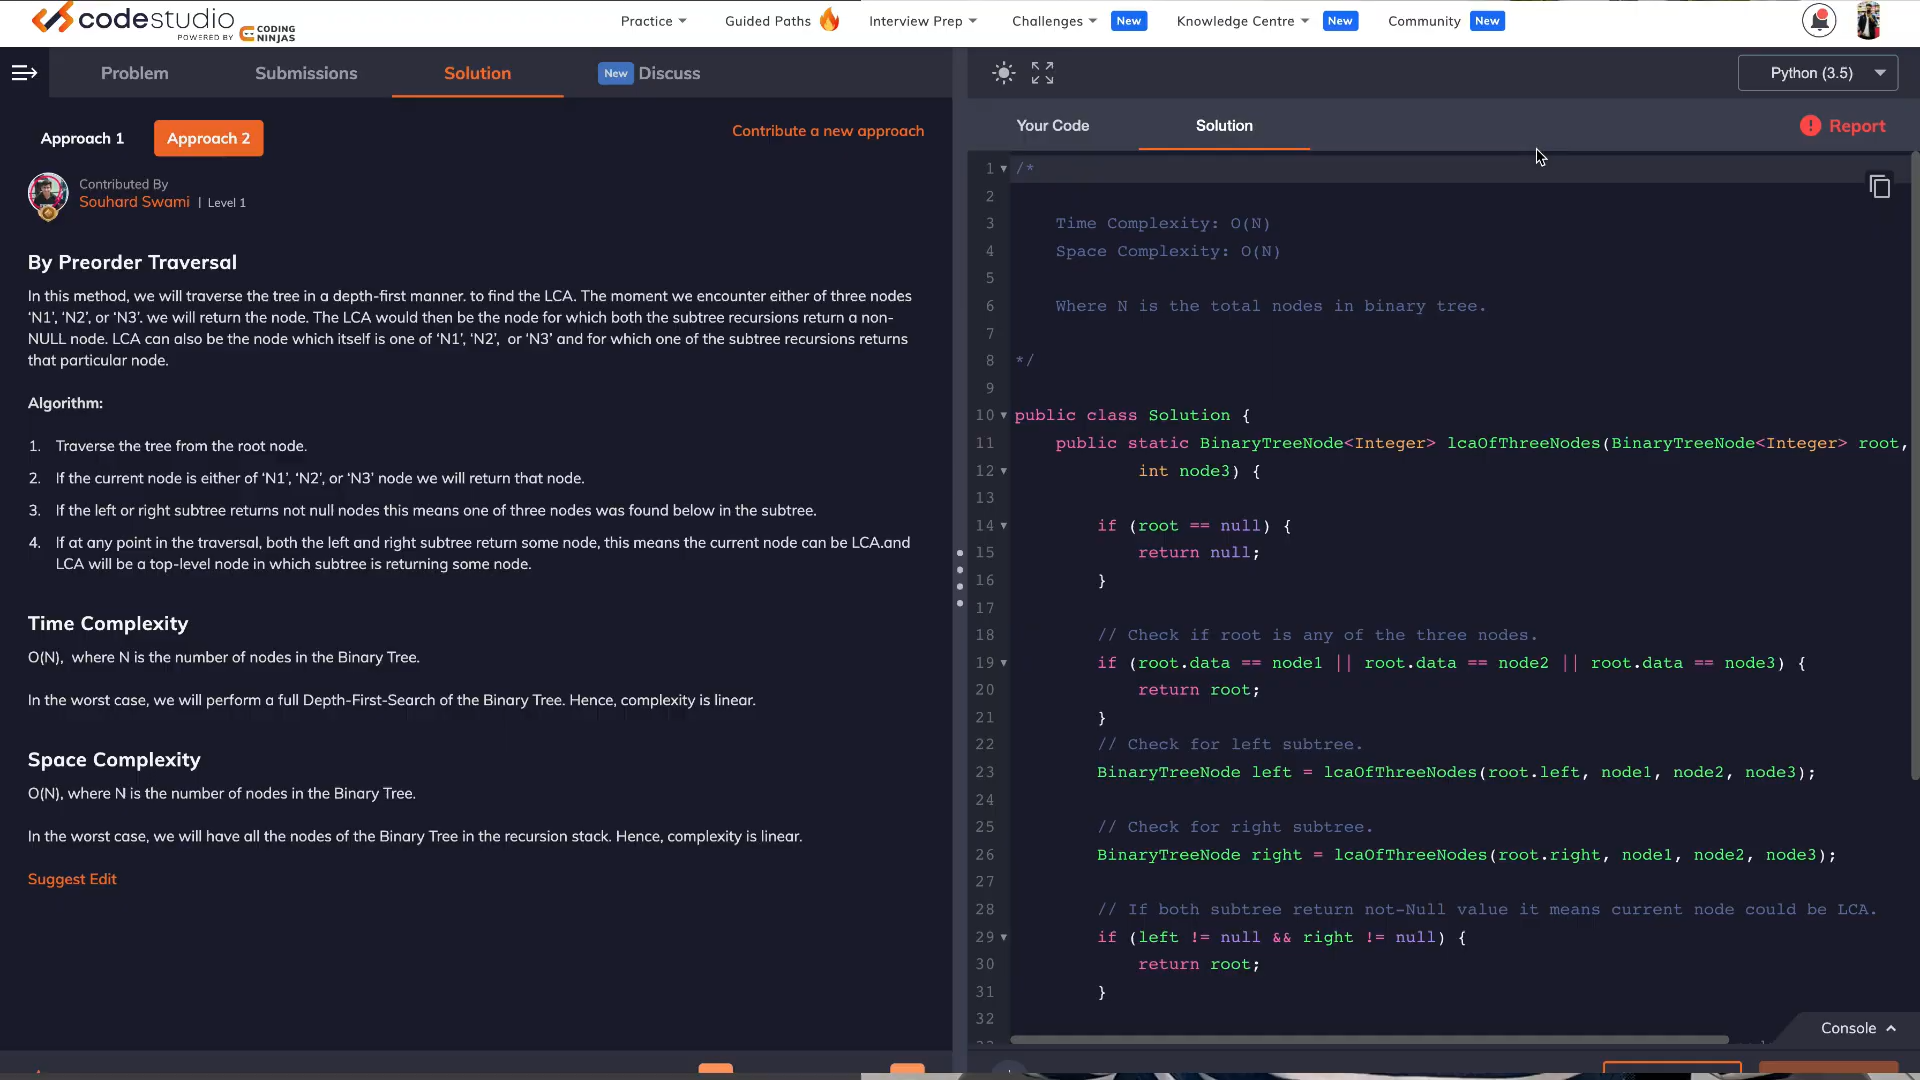 codestudio
POWERED BY CODING NINJAS
Practice
Guided Paths
Interview Prep
Challenges New
Knowledge Centre New
Community New
Problem
Submissions
Solution
New Discuss
Python (3.5)
Approach 1
Approach 2
Contribute a new approach
Contributed By
Souhard Swami | Level 1
By Preorder Traversal
In this method, we will traverse the tree in a depth-first manner. to find the LCA. The moment we encounter either of three nodes
‘N1’, ‘N2’, or ‘N3’. we will return the node. The LCA would then be the node for which both the subtree recursions return a non-
NULL node. LCA can also be the node which itself is one of ‘N1’, ‘N2’,  or ‘N3’ and for which one of the subtree recursions returns
that particular node.
Algorithm:
1. Traverse the tree from the root node.
2. If the current node is either of ‘N1’, ‘N2’, or ‘N3’ node we will return that node.
3. If the left or right subtree returns not null nodes this means one of three nodes was found below in the subtree.
4. If at any point in the traversal, both the left and right subtree return some node, this means the current node can be LCA.and
LCA will be a top-level node in which subtree is returning some node.
Time Complexity
O(N),  where N is the number of nodes in the Binary Tree.
In the worst case, we will perform a full Depth-First-Search of the Binary Tree. Hence, complexity is linear.
Space Complexity
O(N), where N is the number of nodes in the Binary Tree.
In the worst case, we will have all the nodes of the Binary Tree in the recursion stack. Hence, complexity is linear.
Suggest Edit
Your Code
Solution
Report
1 /*
2
3 Time Complexity: O(N)
4 Space Complexity: O(N)
5
6 Where N is the total nodes in binary tree.
7
8 */
9
10 public class Solution {
11 public static BinaryTreeNode<Integer> lcaOfThreeNodes(BinaryTreeNode<Integer> root,
12 int node3) {
13
14 if (root == null) {
15 return null;
16 }
17
18 // Check if root is any of the three nodes.
19 if (root.data == node1 || root.data == node2 || root.data == node3) {
20 return root;
21 }
22 // Check for left subtree.
23 BinaryTreeNode left = lcaOfThreeNodes(root.left, node1, node2, node3);
24
25 // Check for right subtree.
26 BinaryTreeNode right = lcaOfThreeNodes(root.right, node1, node2, node3);
27
28 // If both subtree return not-Null value it means current node could be LCA.
29 if (left != null && right != null) {
30 return root;
31 }
32
Console